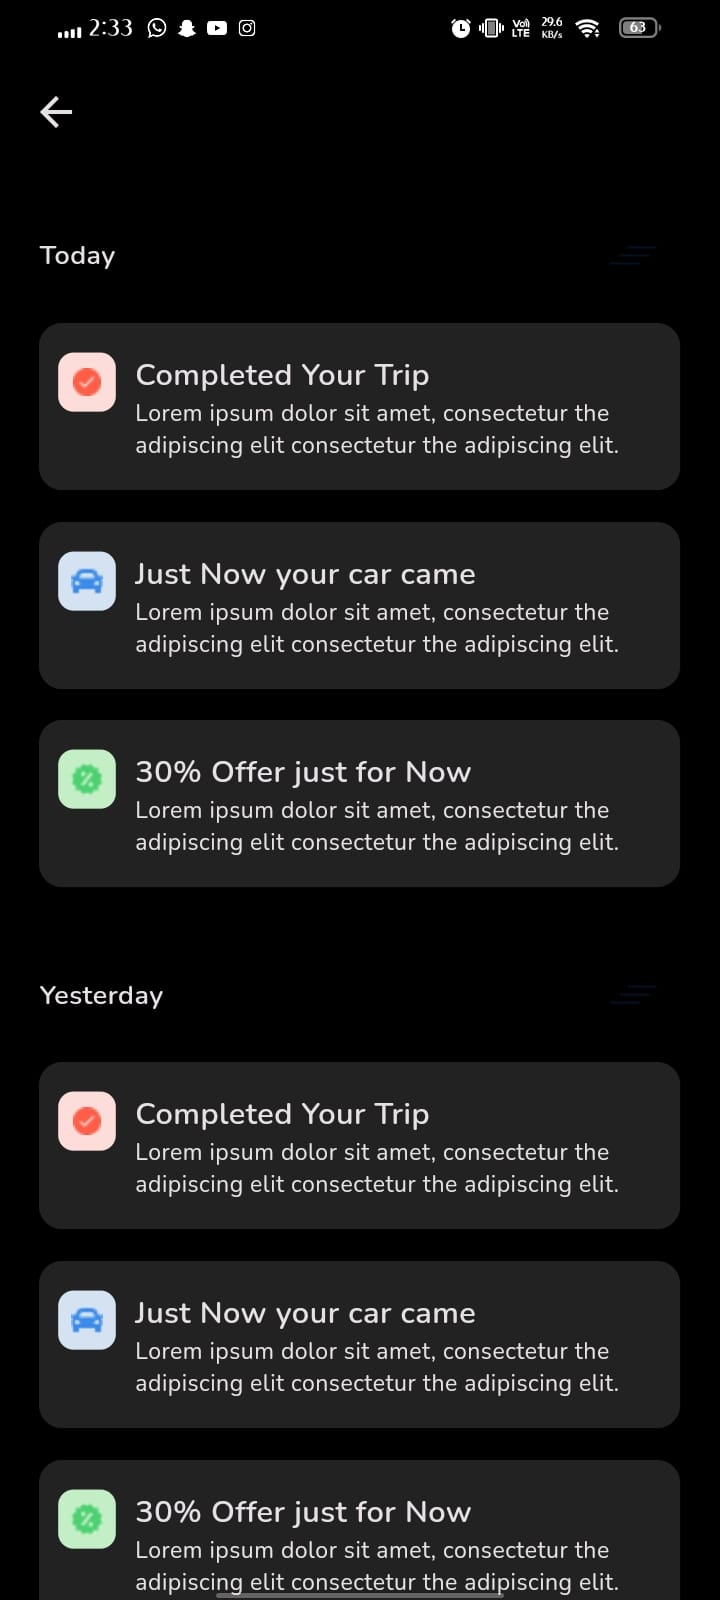 2:33
Vo))
LTE
29.6
KB/s
63
Today
Completed Your Trip
Lorem ipsum dolor sit amet, consectetur the
adipiscing elit consectetur the adipiscing elit.
Just Now your car came
Lorem ipsum dolor sit amet, consectetur the
adipiscing elit consectetur the adipiscing elit.
30% Offer just for Now
Lorem ipsum dolor sit amet, consectetur the
adipiscing elit consectetur the adipiscing elit.
Yesterday
Completed Your Trip
Lorem ipsum dolor sit amet, consectetur the
adipiscing elit consectetur the adipiscing elit.
Just Now your car came
Lorem ipsum dolor sit amet, consectetur the
adipiscing elit consectetur the adipiscing elit.
30% Offer just for Now
Lorem ipsum dolor sit amet, consectetur the
adipiscing elit consectetur the adipiscing elit.